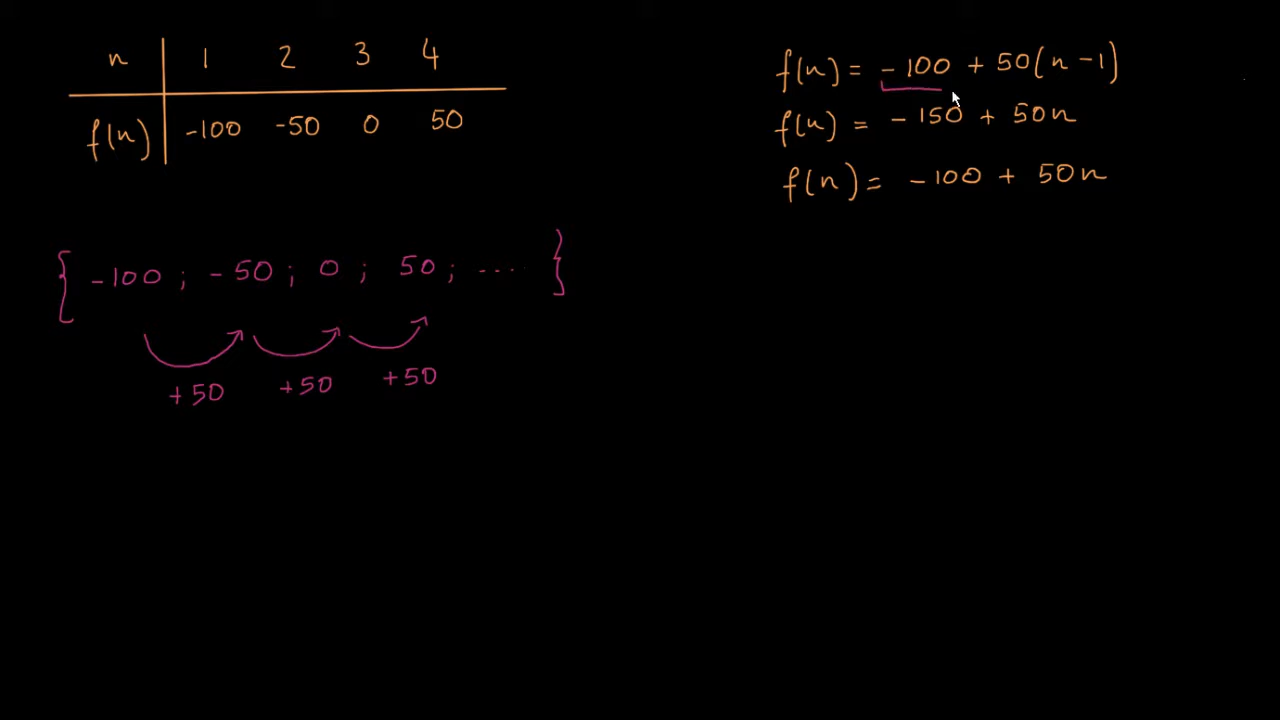 n 1 2 3 4
f(n) -100 -50 0 50
{ -100 ; -50 ; 0 ; 50 ; .... }
+50 +50 +50
f(n) = -100 + 50(n-1)
f(n) = -150 + 50n
f(n) = -100 + 50n